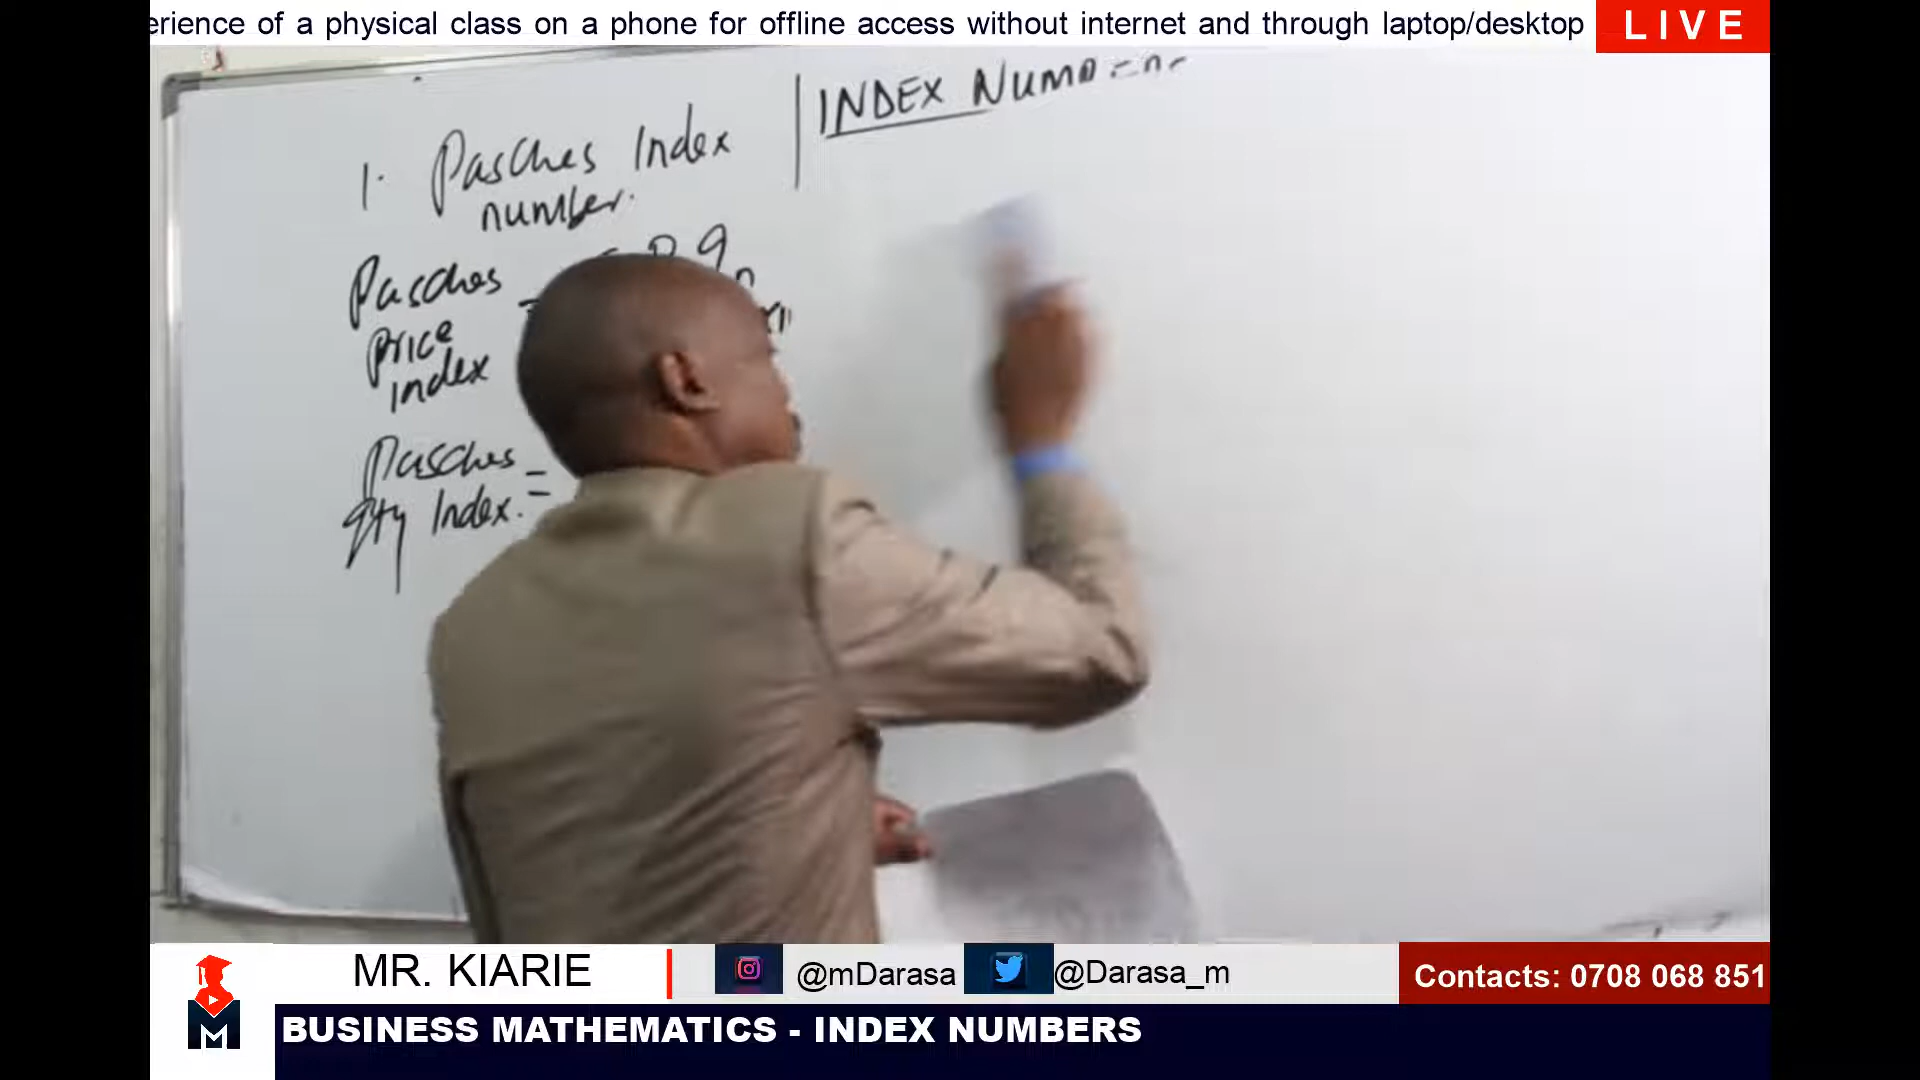 erience of a physical class on a phone for offline access without internet and through laptop/desktop
LIVE
1. Pasches Index
number.
Pasches =
price
index
Pasches =
qty Index.
INDEX
MR. KIARIE
@mDarasa
@Darasa_m
Contacts: 0708 068 851
M
BUSINESS MATHEMATICS - INDEX NUMBERS